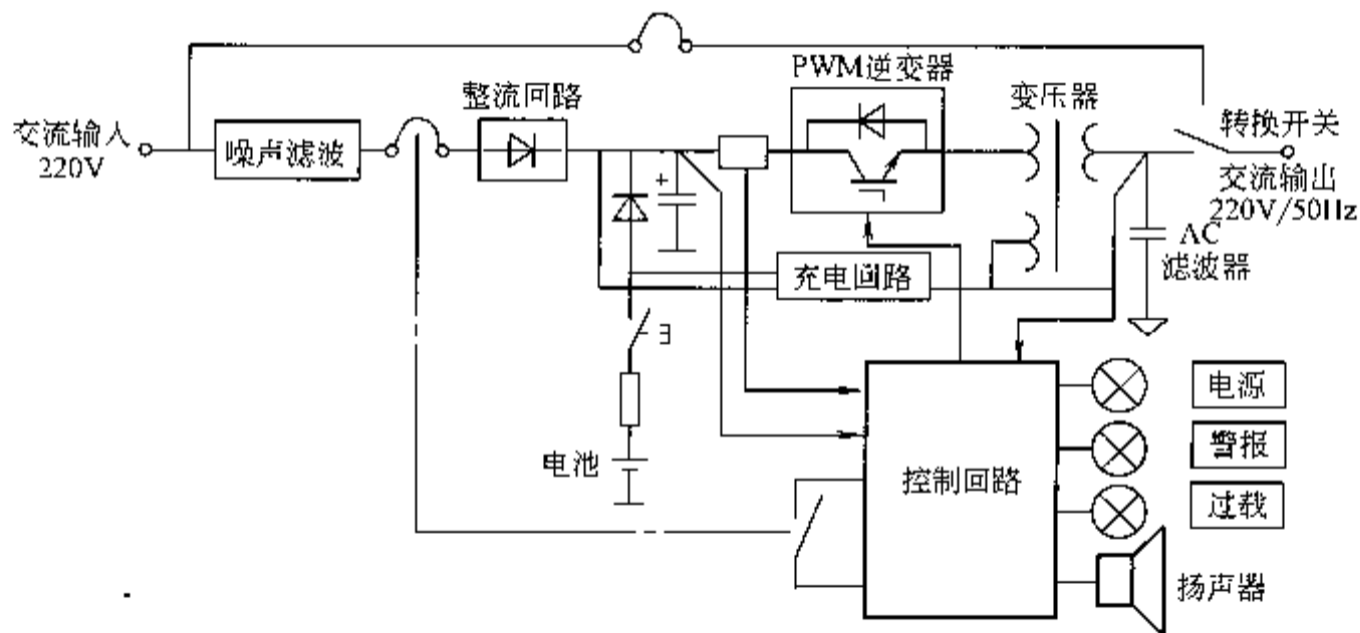 PWM逆变器
整流回路
变压器
交流输入
220V
噪声滤波
转换开关
交流输出
220V/50Hz
+
AC
滤波器
充电回路
电源
电池
警报
控制回路
过载
扬声器